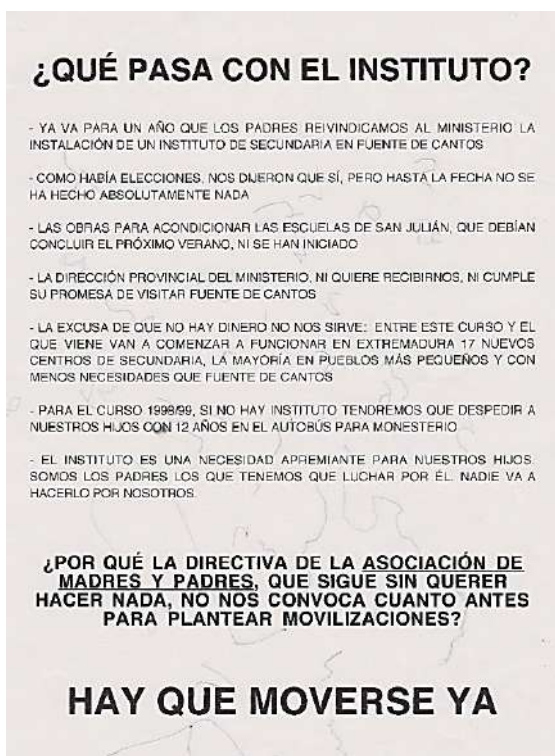 ¿QUÉ PASA CON EL INSTITUTO?
- YA VA PARA UN AÑO QUE LOS PADRES REIVINDICAMOS AL MINISTERIO LA
INSTALACIÓN DE UN INSTITUTO DE SECUNDARIA EN FUENTE DE CANTOS
- COMO HABÍA ELECCIONES, NOS DIJERON QUE SÍ, PERO HASTA LA FECHA NO SE
HA HECHO ABSOLUTAMENTE NADA
- LAS OBRAS PARA ACONDICIONAR LAS ESCUELAS DE SAN JULIÁN, QUE DEBÍAN
CONCLUIR EL PRÓXIMO VERANO, NI SE HAN INICIADO
- LA DIRECCIÓN PROVINCIAL DEL MINISTERIO, NI QUIERE RECIBIRNOS, NI CUMPLE
SU PROMESA DE VISITAR FUENTE DE CANTOS
- LA EXCUSA DE QUE NO HAY DINERO NO NOS SIRVE: ENTRE ESTE CURSO Y EL
QUE VIENE VAN A COMENZAR A FUNCIONAR EN EXTREMADURA 17 NUEVOS
CENTROS DE SECUNDARIA, LA MAYORÍA EN PUEBLOS MÁS PEQUEÑOS Y CON
MENOS NECESIDADES QUE FUENTE DE CANTOS
- PARA EL CURSO 1998/99, SI NO HAY INSTITUTO TENDREMOS QUE DESPEDIR A
NUESTROS HIJOS CON 12 AÑOS EN EL AUTOBÚS PARA MONESTERIO
- EL INSTITUTO ES UNA NECESIDAD APREMIANTE PARA NUESTROS HIJOS.
SOMOS LOS PADRES LOS QUE TENEMOS QUE LUCHAR POR ÉL. NADIE VA A
HACERLO POR NOSOTROS.
¿POR QUÉ LA DIRECTIVA DE LA ASOCIACIÓN DE
MADRES Y PADRES, QUE SIGUE SIN QUERER
HACER NADA, NO NOS CONVOCA CUANTO ANTES
PARA PLANTEAR MOVILIZACIONES?
HAY QUE MOVERSE YA